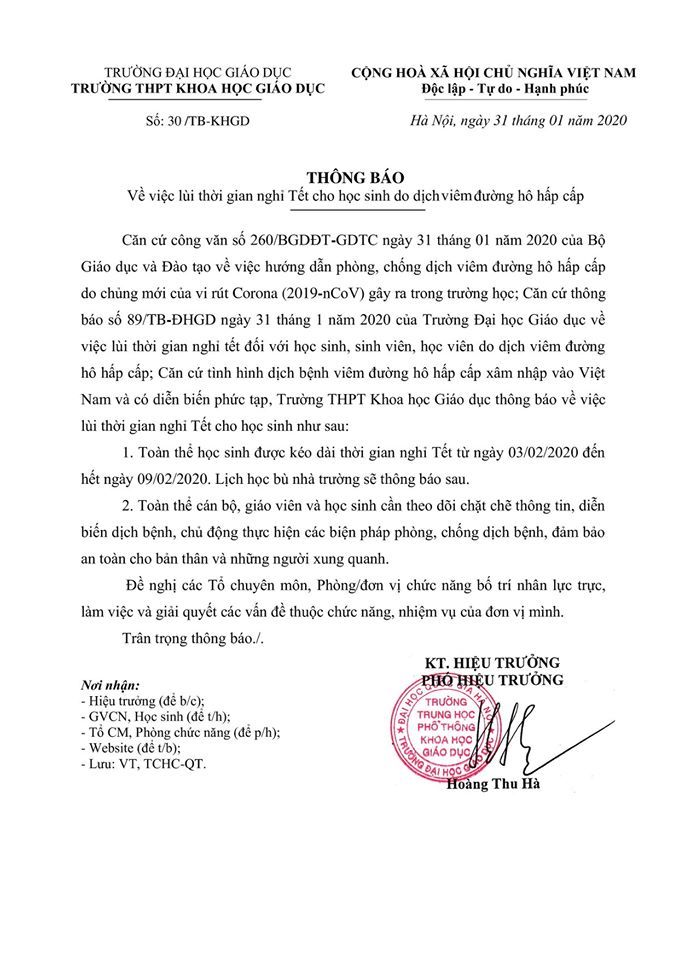 TRƯỜNG ĐẠI HỌC GIÁO DỤC
TRƯỜNG THPT KHOA HỌC GIÁO DỤC
Số: 30 /TB-KHGD
CỘNG HOÀ XÃ HỘI CHỦ NGHĨA VIỆT NAM
Độc lập - Tự do - Hạnh phúc
Hà Nội, ngày 31 tháng 01 năm 2020
THÔNG BÁO
Về việc lùi thời gian nghỉ Tết cho học sinh do dịch viêm đường hô hấp cấp
Căn cứ công văn số 260/BGDĐT-GDTC ngày 31 tháng 01 năm 2020 của Bộ
Giáo dục và Đào tạo về việc hướng dẫn phòng, chống dịch viêm đường hô hấp cấp
do chủng mới của vi rút Corona (2019-nCoV) gây ra trong trường học; Căn cứ thông
báo số 89/TB-ĐHGD ngày 31 tháng 1 năm 2020 của Trường Đại học Giáo dục về
việc lùi thời gian nghỉ tết đối với học sinh, sinh viên, học viên do dịch viêm đường
hô hấp cấp; Căn cứ tình hình dịch bệnh viêm đường hô hấp cấp xâm nhập vào Việt
Nam và có diễn biến phức tạp, Trường THPT Khoa học Giáo dục thông báo về việc
lùi thời gian nghỉ Tết cho học sinh như sau:
1. Toàn thể học sinh được kéo dài thời gian nghỉ Tết từ ngày 03/02/2020 đến
hết ngày 09/02/2020. Lịch học bù nhà trường sẽ thông báo sau.
2. Toàn thể cán bộ, giáo viên và học sinh cần theo dõi chặt chẽ thông tin, diễn
biến dịch bệnh, chủ động thực hiện các biện pháp phòng, chống dịch bệnh, đảm bảo
an toàn cho bản thân và những người xung quanh.
Đề nghị các Tổ chuyên môn, Phòng/đơn vị chức năng bố trí nhân lực trực,
làm việc và giải quyết các vấn đề thuộc chức năng, nhiệm vụ của đơn vị mình.
Trân trọng thông báo./.
Nơi nhận:
- Hiệu trưởng (để b/c);
- GVCN, Học sinh (để t/h);
- Tổ CM, Phòng chức năng (để p/h);
- Website (để t/b);
- Lưu: VT, TCHC-QT.
KT. HIỆU TRƯỞNG
PHÓ HIỆU TRƯỞNG
ĐẠI HỌC QUỐC GIA HÀ NỘI
TRƯỜNG
TRUNG HỌC
PHỔ THÔNG
KHOA HỌC
GIÁO DỤC
TRƯỜNG ĐẠI HỌC GIÁO DỤC
Hoàng Thu Hà